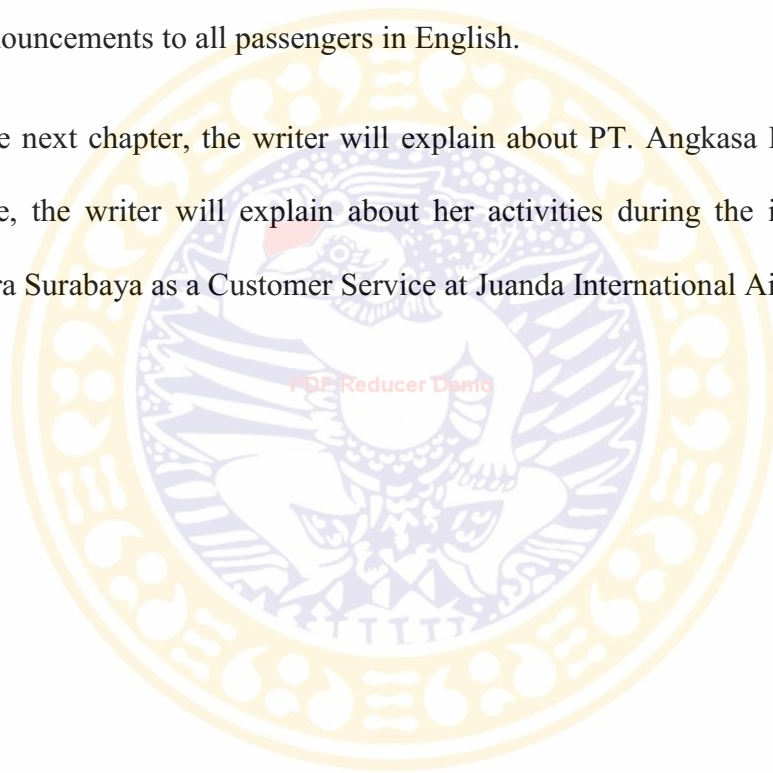 ouncements to all passengers in English.
e next chapter, the writer will explain about PT. Angkasa
e, the writer will explain about her activities during the
ra Surabaya as a Customer Service at Juanda International Ai
PDF Reducer Demo